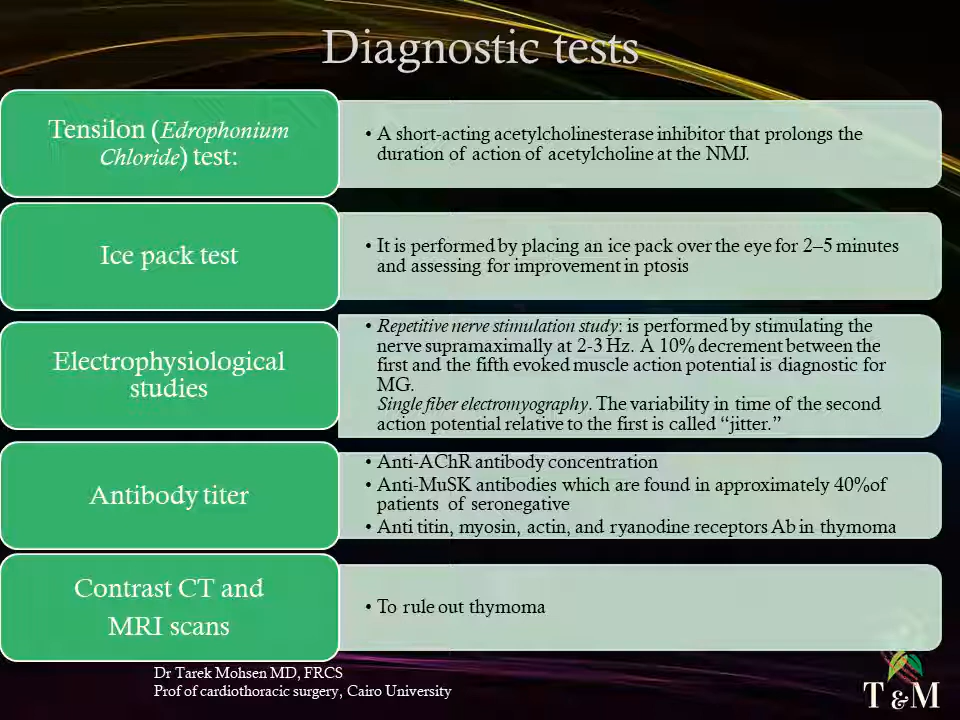 Diagnostic tests
Tensilon (Edrophonium
Chloride) test:
• A short-acting acetylcholinesterase inhibitor that prolongs the
duration of action of acetylcholine at the NMJ.
Ice pack test
• It is performed by placing an ice pack over the eye for 2–5 minutes
and assessing for improvement in ptosis
Electrophysiological
studies
• Repetitive nerve stimulation study: is performed by stimulating the
nerve supramaximally at 2-3 Hz. A 10% decrement between the
first and the fifth evoked muscle action potential is diagnostic for
MG.
Single fiber electromyography. The variability in time of the second
action potential relative to the first is called “jitter.”
Antibody titer
• Anti-AChR antibody concentration
• Anti-MuSK antibodies which are found in approximately 40%of
patients of seronegative
• Anti titin, myosin, actin, and ryanodine receptors Ab in thymoma
Contrast CT and
MRI scans
• To rule out thymoma
Dr Tarek Mohsen MD, FRCS
Prof of cardiothoracic surgery, Cairo University
T & M